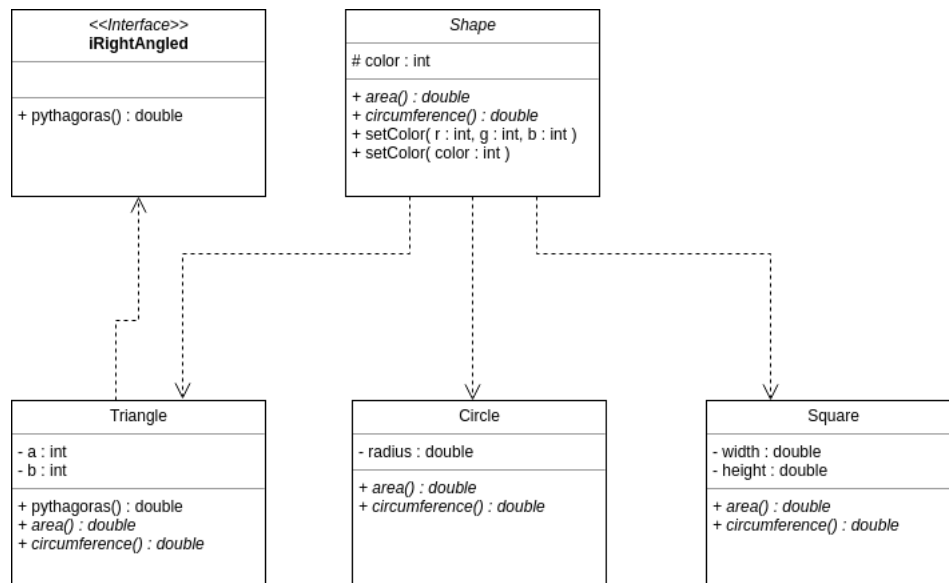 <<Interface>>
iRightAngled
+ pythagoras() : double
Shape
# color : int
+ area() : double
+ circumference() : double
+ setColor( r : int, g : int, b : int )
+ setColor( color : int )
Triangle
- a : int
- b : int
+ pythagoras() : double
+ area() : double
+ circumference() : double
Circle
- radius : double
+ area() : double
+ circumference() : double
Square
- width : double
- height : double
+ area() : double
+ circumference() : double